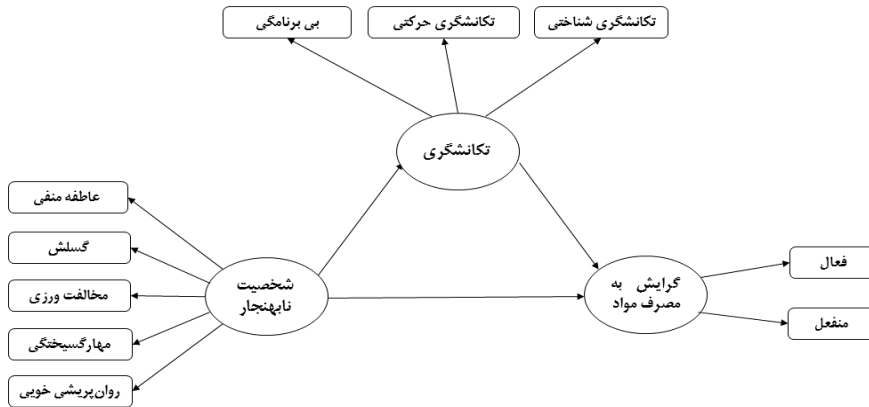 تکانشگری شناختی
تکانشگری حرکتی
بی برنامگی
تکانشگری
عاطفه منفی
گسلش
مخالفت ورزی
مهارگسیختگی
روان‌پریشی خویی
شخصیت
نابهنجار
گرایش به
مصرف مواد
فعال
منفعل